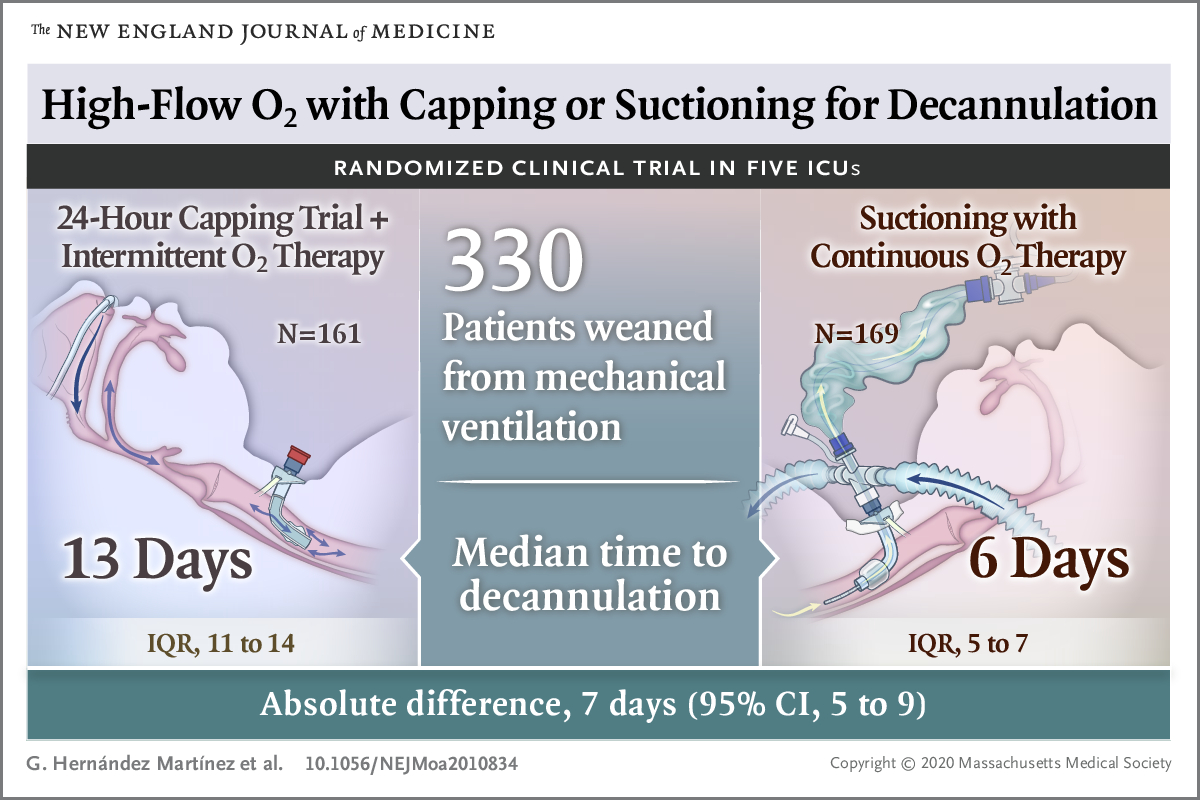 The NEW ENGLAND JOURNAL of MEDICINE
High-Flow O₂ with Capping or Suctioning for Decannulation
RANDOMIZED CLINICAL TRIAL IN FIVE ICUs
24-Hour Capping Trial +
Intermittent O₂ Therapy
N=161
13 Days
IQR, 11 to 14
330
Patients weaned
from mechanical
ventilation
Median time to
decannulation
Suctioning with
Continuous O₂ Therapy
N=169
6 Days
IQR, 5 to 7
Absolute difference, 7 days (95% CI, 5 to 9)
G. Hernández Martínez et al. 10.1056/NEJMoa2010834
Copyright © 2020 Massachusetts Medical Society